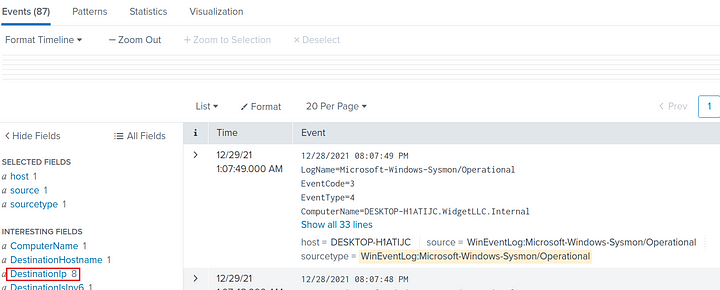 Events (87) Patterns Statistics Visualization
Format Timeline — Zoom Out + Zoom to Selection × Deselect
List Format 20 Per Page < Prev 1
< Hide Fields All Fields
i Time Event
SELECTED FIELDS
a host 1
a source 1
a sourcetype 1
INTERESTING FIELDS
a ComputerName 1
a DestinationHostname 1
a DestinationIp 8
a DestinationIsIpv6 1
> 12/29/21
1:07:49.000 AM
12/28/2021 08:07:49 PM
LogName=Microsoft-Windows-Sysmon/Operational
EventCode=3
EventType=4
ComputerName=DESKTOP-H1ATIJC.WidgetLLC.Internal
Show all 33 lines
host = DESKTOP-H1ATIJC source = WinEventLog:Microsoft-Windows-Sysmon/Operational
sourcetype = WinEventLog:Microsoft-Windows-Sysmon/Operational
> 12/29/21
12/28/2021 08:07:48 PM